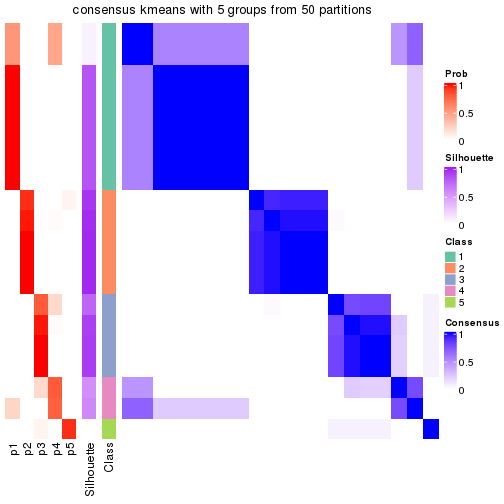 consensus kmeans with 5 groups from 50 partitions
Prob
1
0.5
0
Silhouette
1
0.5
0
Class
1
2
3
4
5
Consensus
1
0.5
0
p1
p2
p3
p4
p5
Silhouette
Class